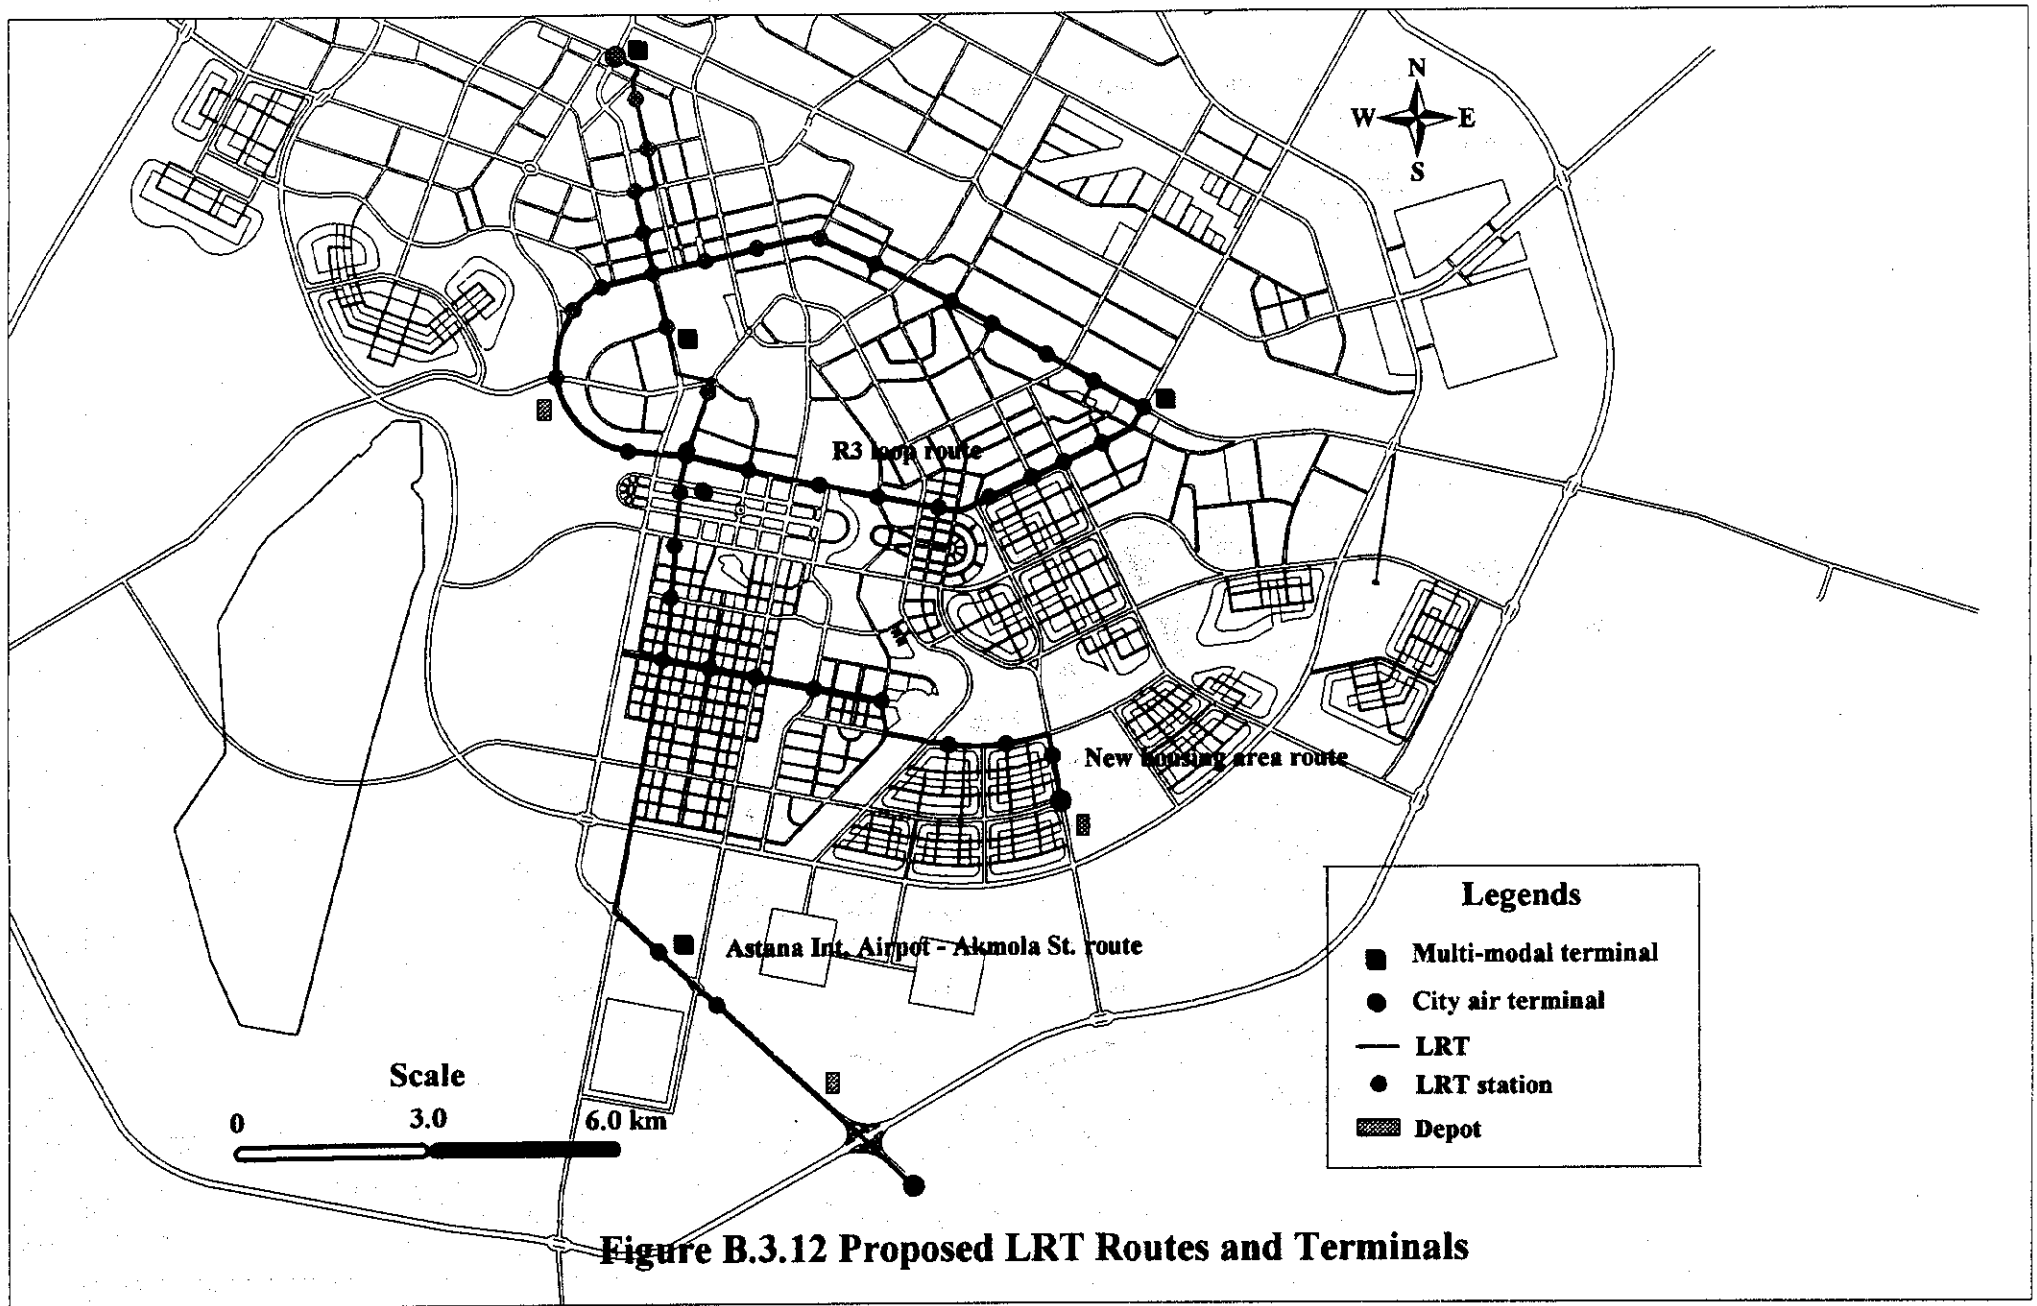 N
W E
S
R3 loop route
New housing area route
Astana Int. Airpot - Akmola St. route
Legends
Multi-modal terminal
City air terminal
LRT
LRT station
Depot
Scale
0 3.0 6.0 km
Figure B.3.12 Proposed LRT Routes and Terminals